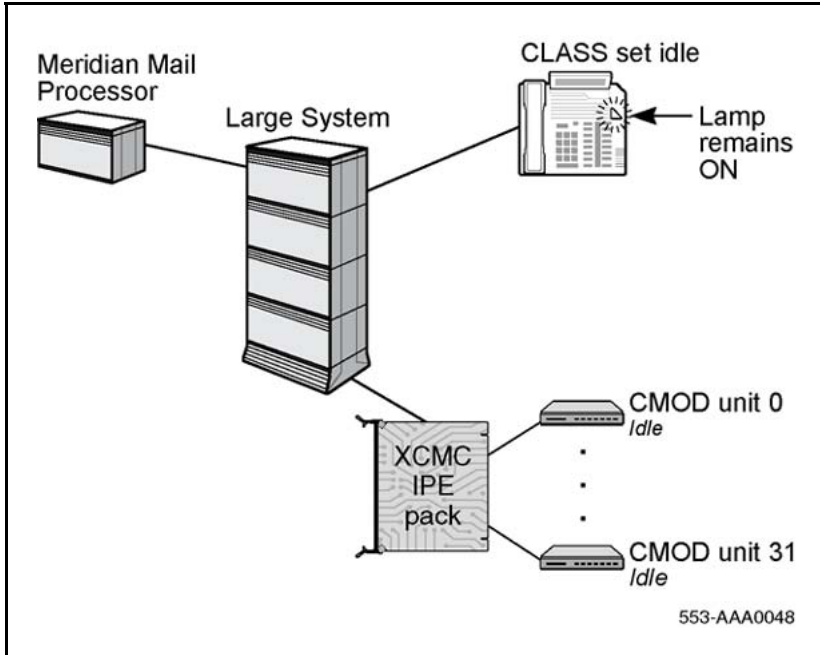 Meridian Mail
Processor
Large System
CLASS set idle
Lamp
remains
ON
XCMC
IPE
pack
CMOD unit 0
Idle
CMOD unit 31
Idle
553-AAA0048